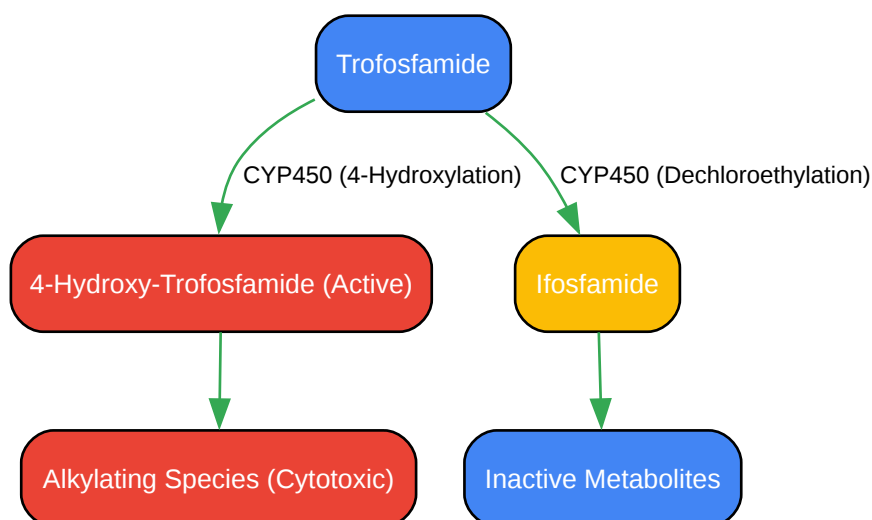 Trofosfamide
CYP450 (4-Hydroxylation)
CYP450 (Dechloroethylation)
4-Hydroxy-Trofosfamide (Active)
Ifosfamide
Alkylating Species (Cytotoxic)
Inactive Metabolites